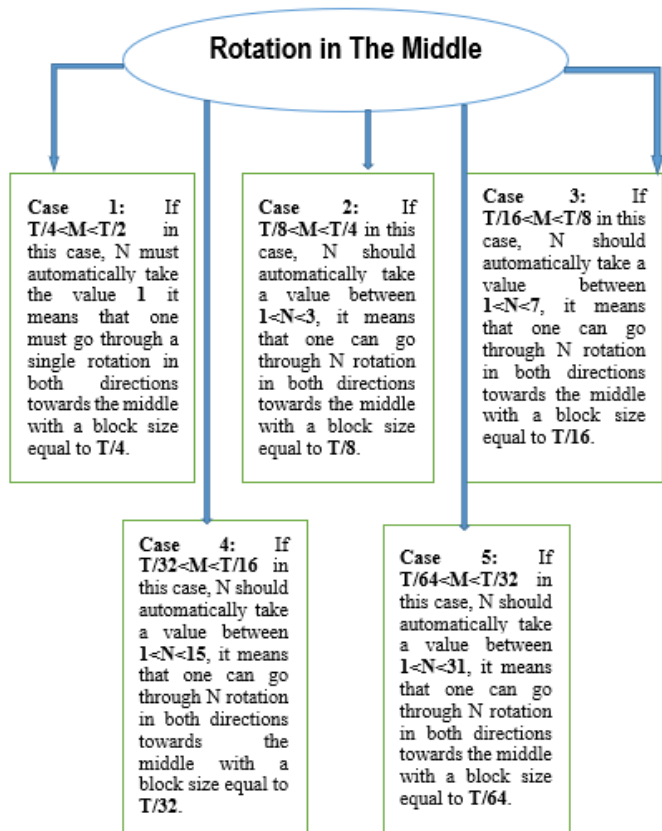 Rotation in The Middle
Case 1: If
T/4<M<T/2 in
this case, N must
automatically take
the value 1 it
means that one
must go through a
single rotation in
both directions
towards the middle
with a block size
equal to T/4.
Case 2: If
T/8<M<T/4 in this
case, N should
automatically take
a value between
1<N<3, it means
that one can go
through N rotation
in both directions
towards the middle
with a block size
equal to T/8.
Case 3: If
T/16<M<T/8 in this
case, N should
automatically take a
value between
1<N<7, it means
that one can go
through N rotation
in both directions
towards the middle
with a block size
equal to T/16.
Case 4: If
T/32<M<T/16 in
this case, N should
automatically take
a value between
1<N<15, it means
that one can go
through N rotation
in both directions
towards the
middle with a
block size equal to
T/32.
Case 5: If
T/64<M<T/32 in
this case, N should
automatically take
a value between
1<N<31, it means
that one can go
through N rotation
in both directions
towards the middle
with a block size
equal to T/64.